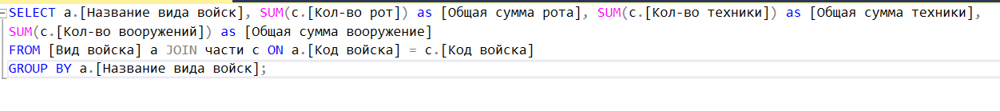 SELECT a.[Название вида войск], SUM(c.[Кол-во рот]) as [Общая сумма рота], SUM(c.[Кол-во техники]) as [Общая сумма техники],
SUM(c.[Кол-во вооружений]) as [Общая сумма вооружение]
FROM [Вид войска] a JOIN части c ON a.[Код войска] = c.[Код войска]
GROUP BY a.[Название вида войск];